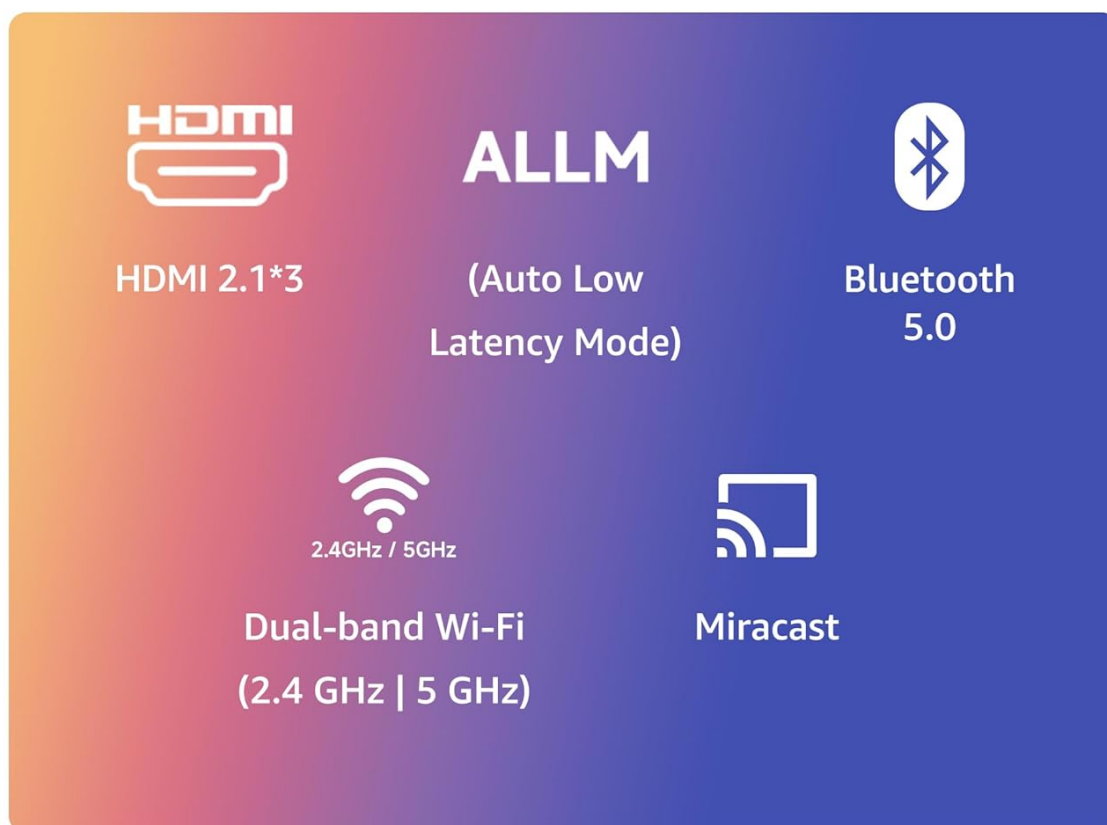 HDMI
HDMI 2.1*3
ALLM
(Auto Low
Latency Mode)
Bluetooth
5.0
2.4GHz / 5GHz
Dual-band Wi-Fi
(2.4 GHz | 5 GHz)
Miracast